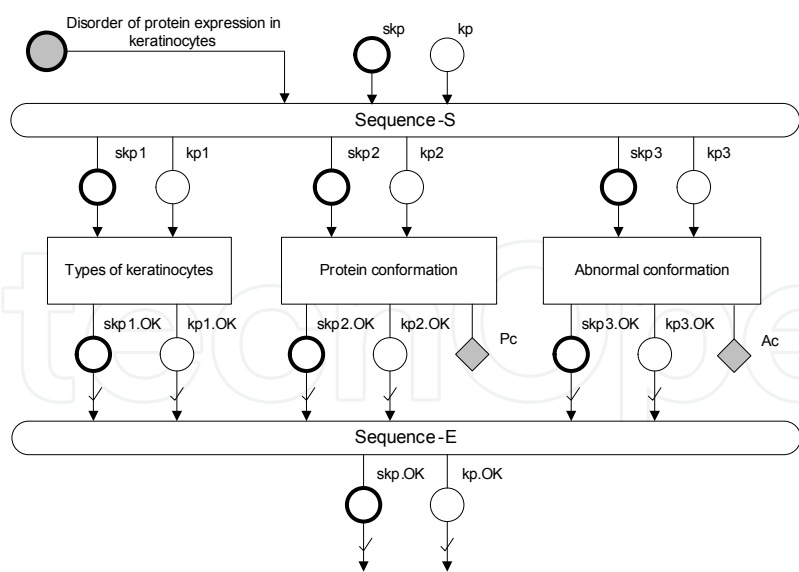 Disorder of protein expression in
keratinocytes
skp
kp
Sequence-S
skp1
kp1
skp2
kp2
skp3
kp3
Types of keratinocytes
Protein conformation
Abnormal conformation
skp1.OK
kp1.OK
skp2.OK
kp2.OK
Pc
skp3.OK
kp3.OK
Ac
Sequence-E
skp.OK
kp.OK